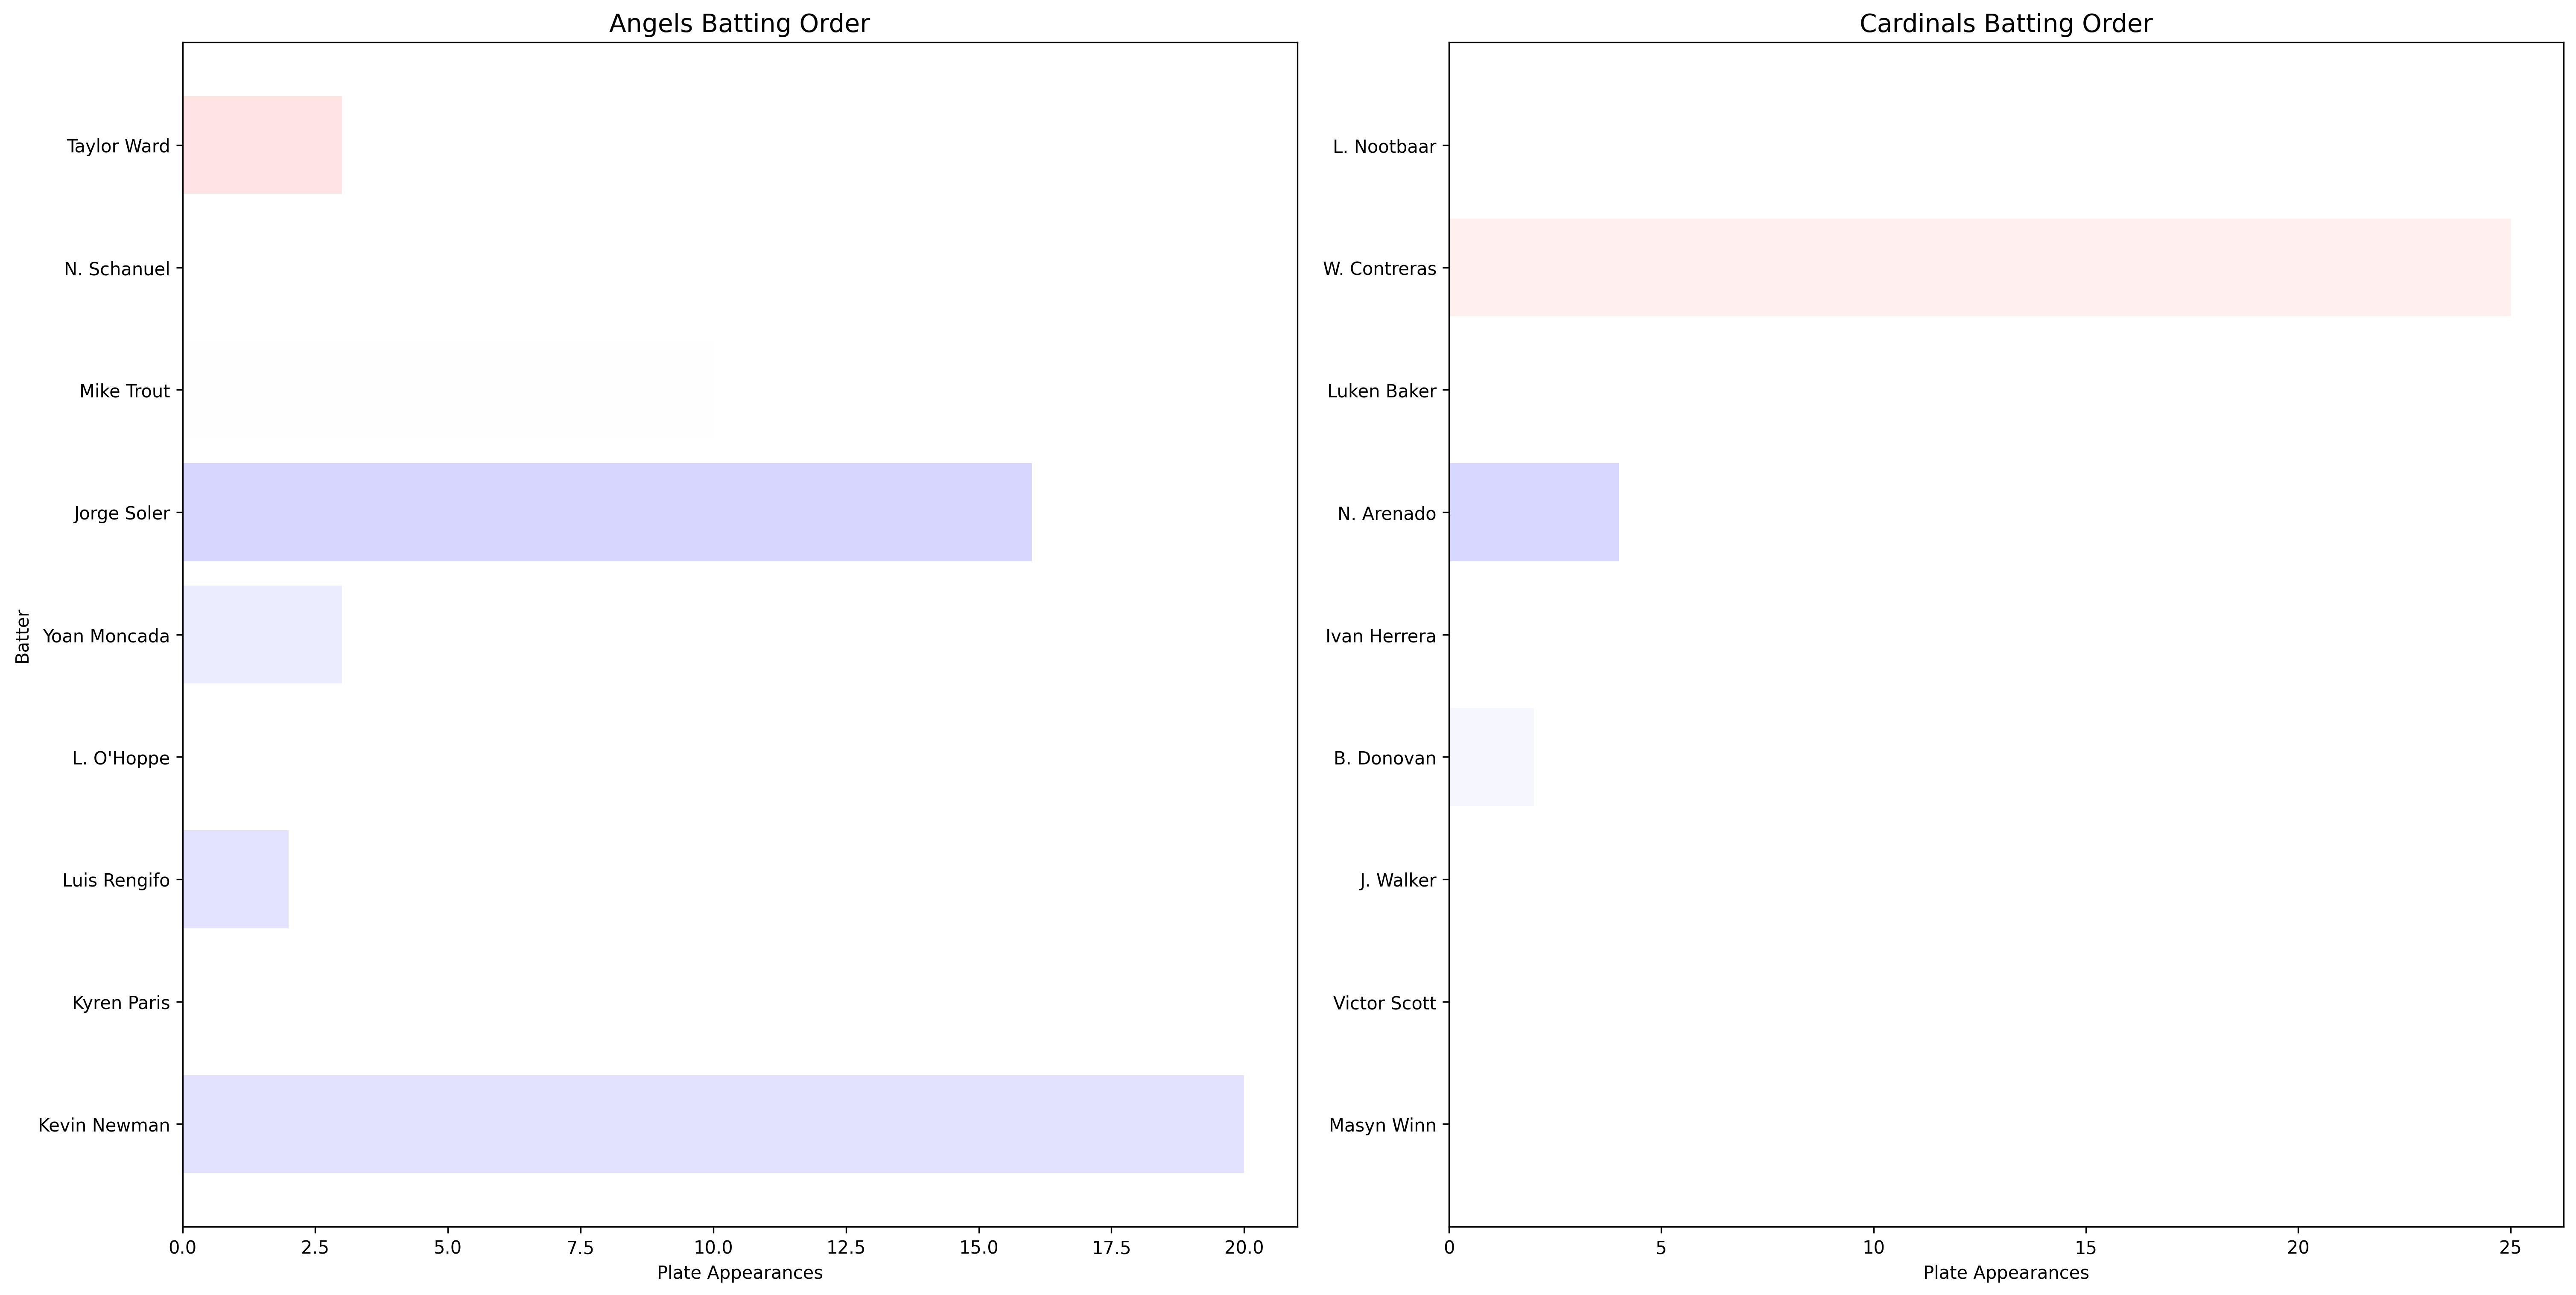 Angels Batting Order
Taylor Ward
N. Schanuel
Mike Trout
Jorge Soler
Yoan Moncada
L. O'Hoppe
Luis Rengifo
Kyren Paris
Kevin Newman
Batter
0.0 2.5 5.0 7.5 10.0 12.5 15.0 17.5 20.0
Plate Appearances
Cardinals Batting Order
L. Nootbaar
W. Contreras
Luken Baker
N. Arenado
Ivan Herrera
B. Donovan
J. Walker
Victor Scott
Masyn Winn
0 5 10 15 20 25
Plate Appearances